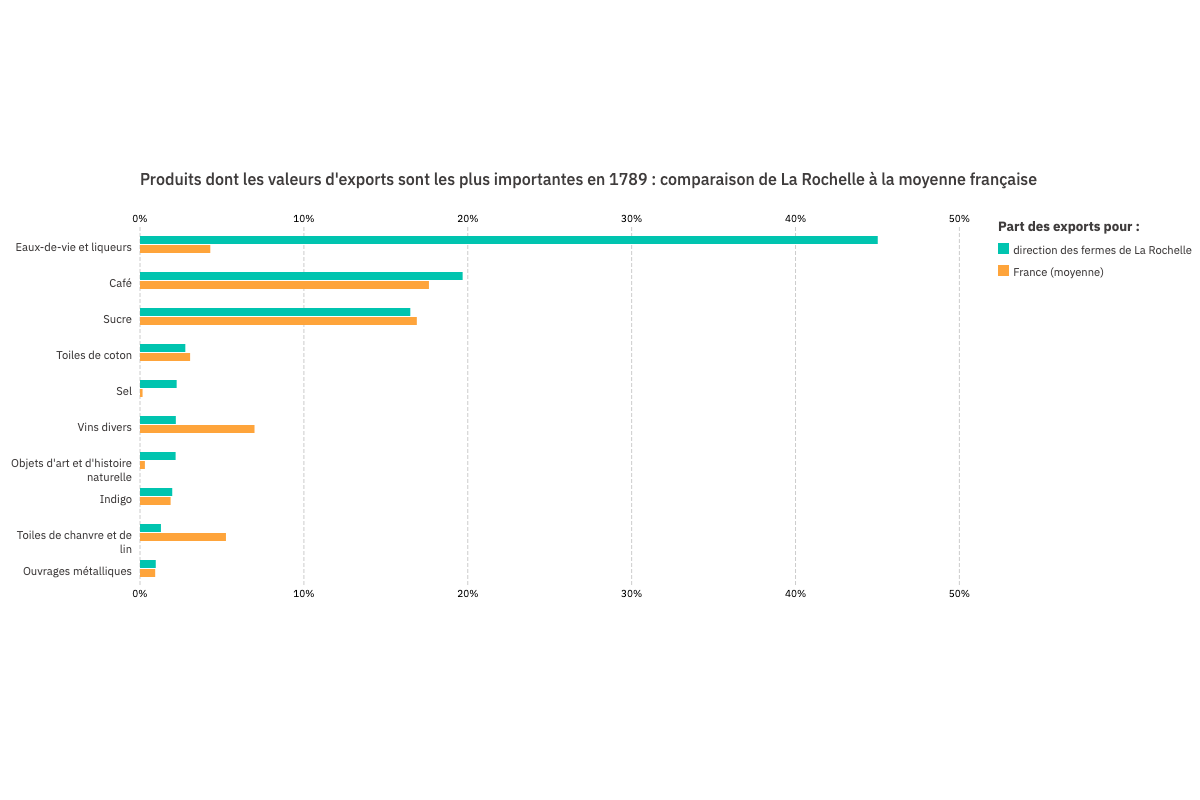 Produits dont les valeurs d'exports sont les plus importantes en 1789 : comparaison de La Rochelle à la moyenne française
0% 10% 20% 30% 40% 50%
Part des exports pour :
direction des fermes de La Rochelle
France (moyenne)
Eaux-de-vie et liqueurs
Café
Sucre
Toiles de coton
Sel
Vins divers
Objets d'art et d'histoire
naturelle
Indigo
Toiles de chanvre et de
lin
Ouvrages métalliques
0% 10% 20% 30% 40% 50%